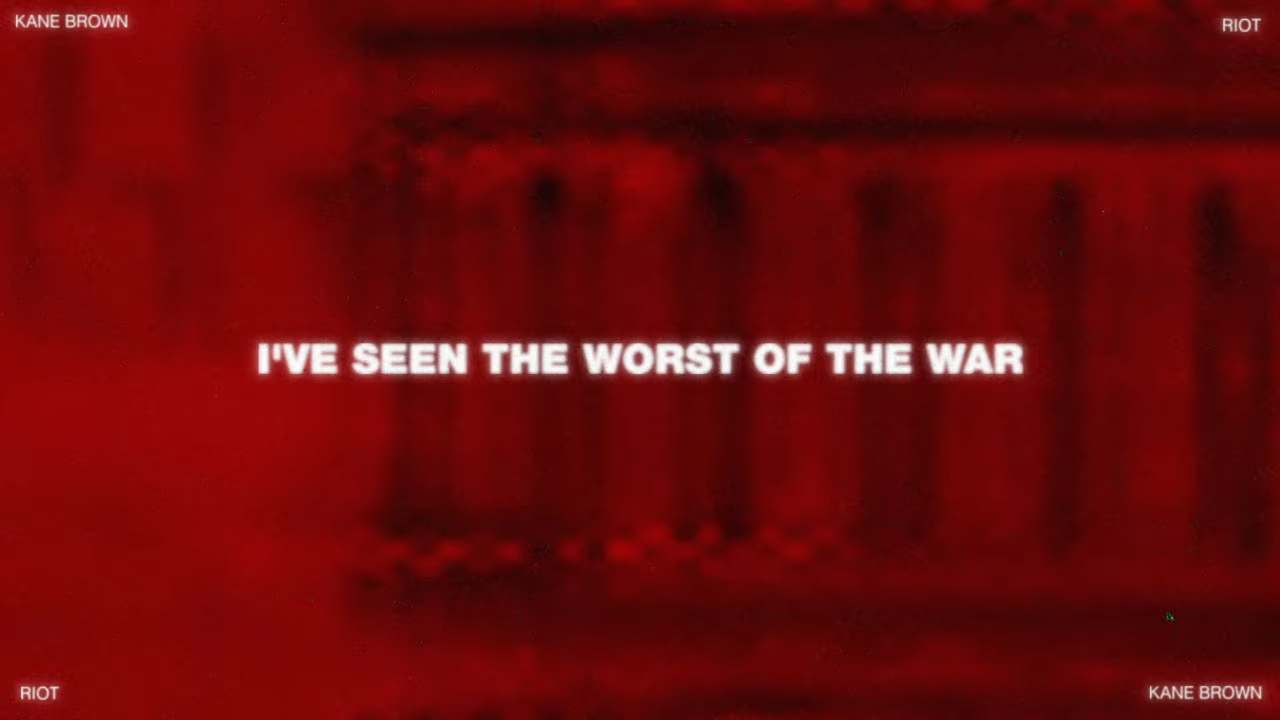 KANE BROWN
RIOT
I'VE SEEN THE WORST OF THE WAR
RIOT
KANE BROWN